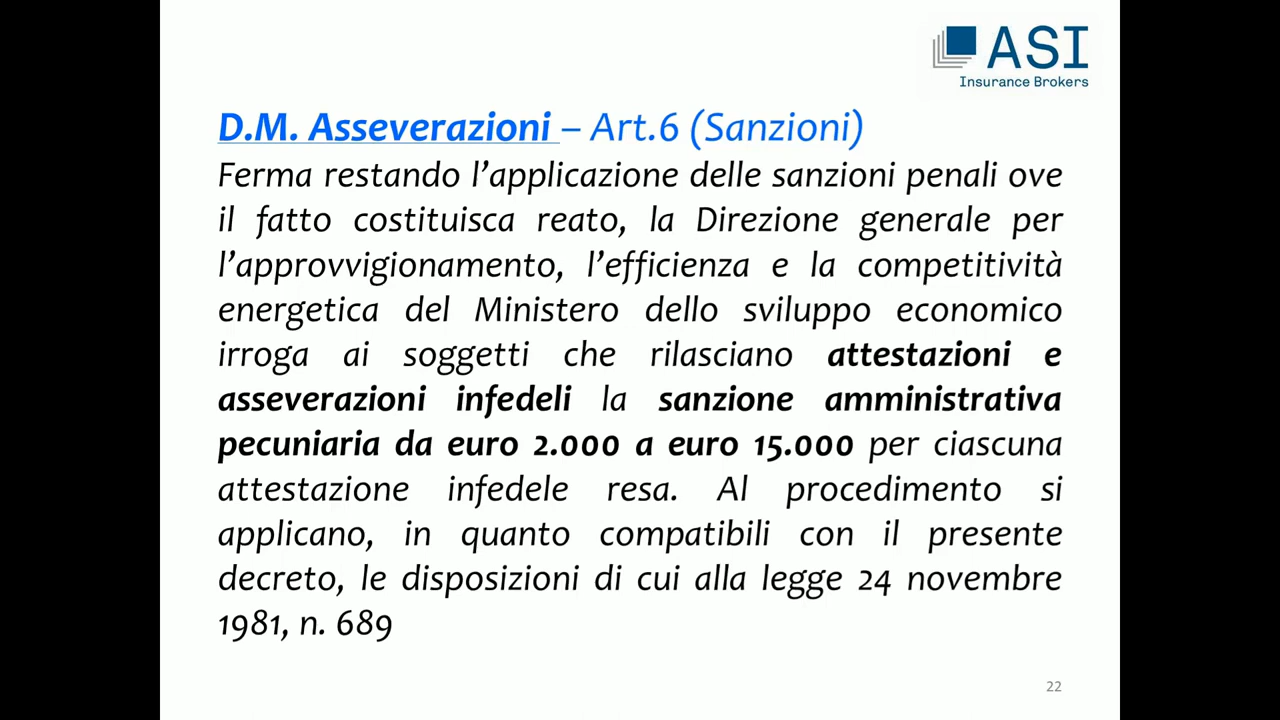 ASI
Insurance Brokers
D.M. Asseverazioni – Art.6 (Sanzioni)
Ferma restando l’applicazione delle sanzioni penali ove
il fatto costituisca reato, la Direzione generale per
l’approvvigionamento, l’efficienza e la competitività
energetica del Ministero dello sviluppo economico
irroga ai soggetti che rilasciano attestazioni e
asseverazioni infedeli la sanzione amministrativa
pecuniaria da euro 2.000 a euro 15.000 per ciascuna
attestazione infedele resa. Al procedimento si
applicano, in quanto compatibili con il presente
decreto, le disposizioni di cui alla legge 24 novembre
1981, n. 689
22